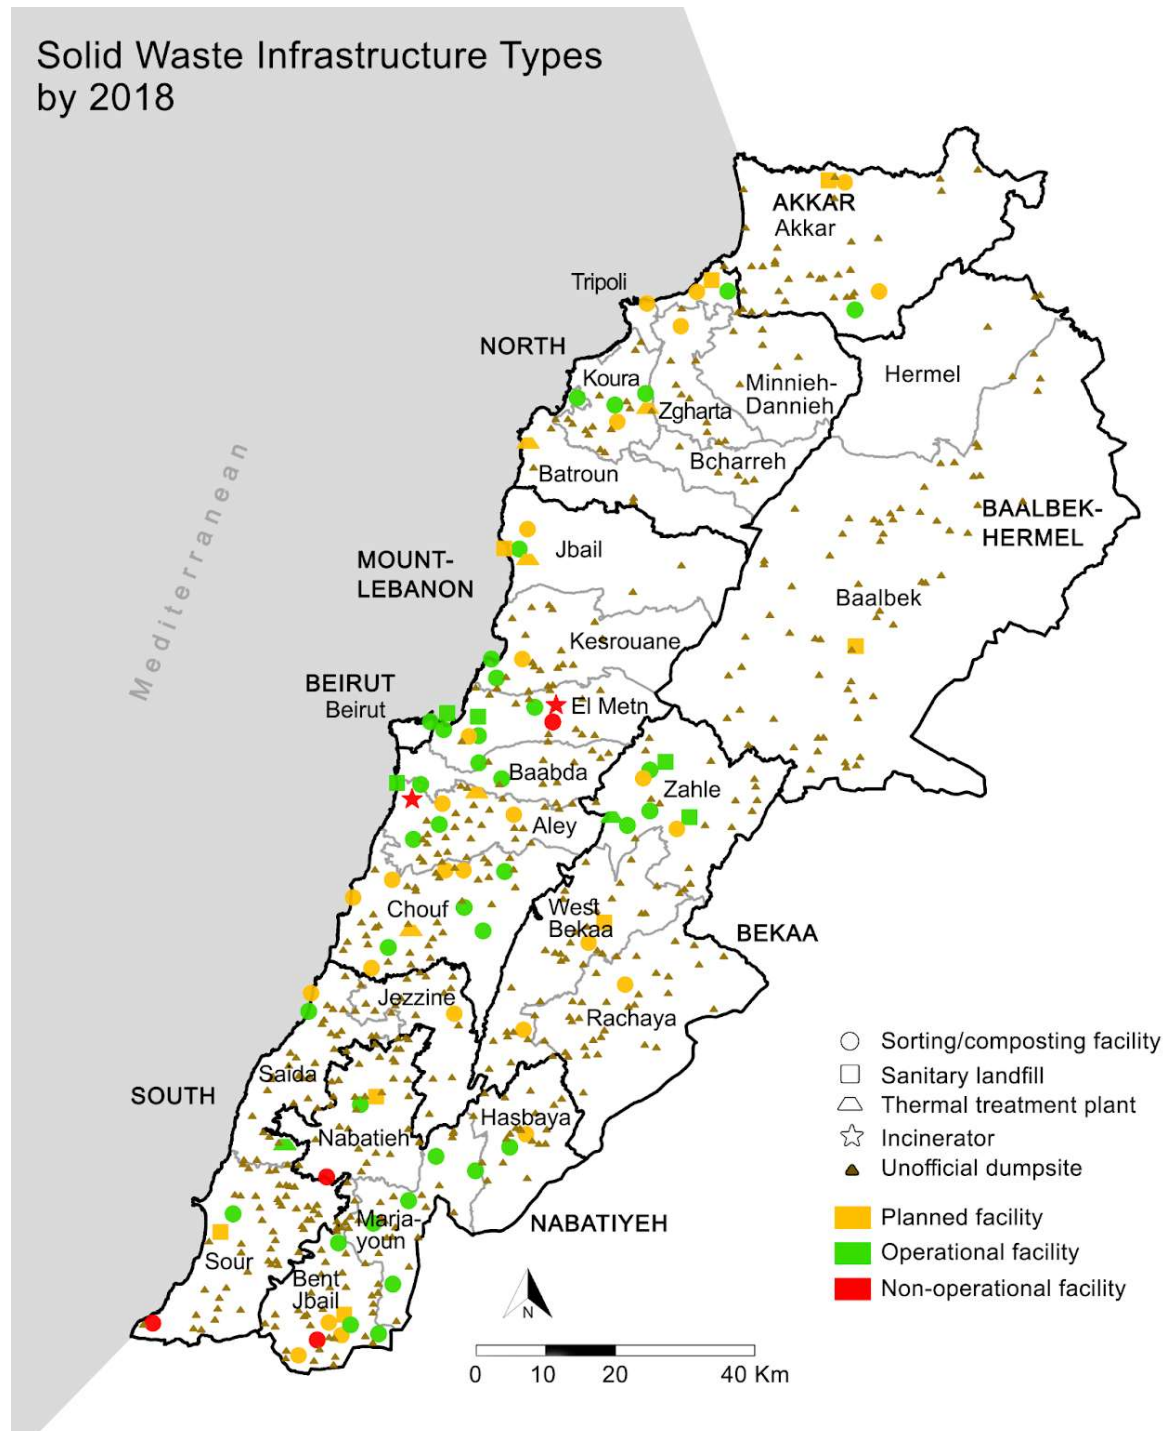 Solid Waste Infrastructure Types
by 2018
AKKAR
Akkar
Tripoli
NORTH
Koura
Zgharta
Minnieh-
Dannieh
Hermel
Bcharreh
Batroun
BAALBEK-
HERMEL
Jbail
MOUNT-
LEBANON
Mediterranean
Baalbek
Kesrouane
BEIRUT
Beirut
El Metn
Baabda
Zahle
Aley
Chouf
West
Bekaa
BEKAA
Jezzine
Rachaya
Saida
SOUTH
Hasbaya
Nabatieh
NABATIYEH
Marja-
youn
Sour
Bent
Jbail
Sorting/composting facility
Sanitary landfill
Thermal treatment plant
Incinerator
Unofficial dumpsite
Planned facility
Operational facility
Non-operational facility
N
0 10 20 40 Km